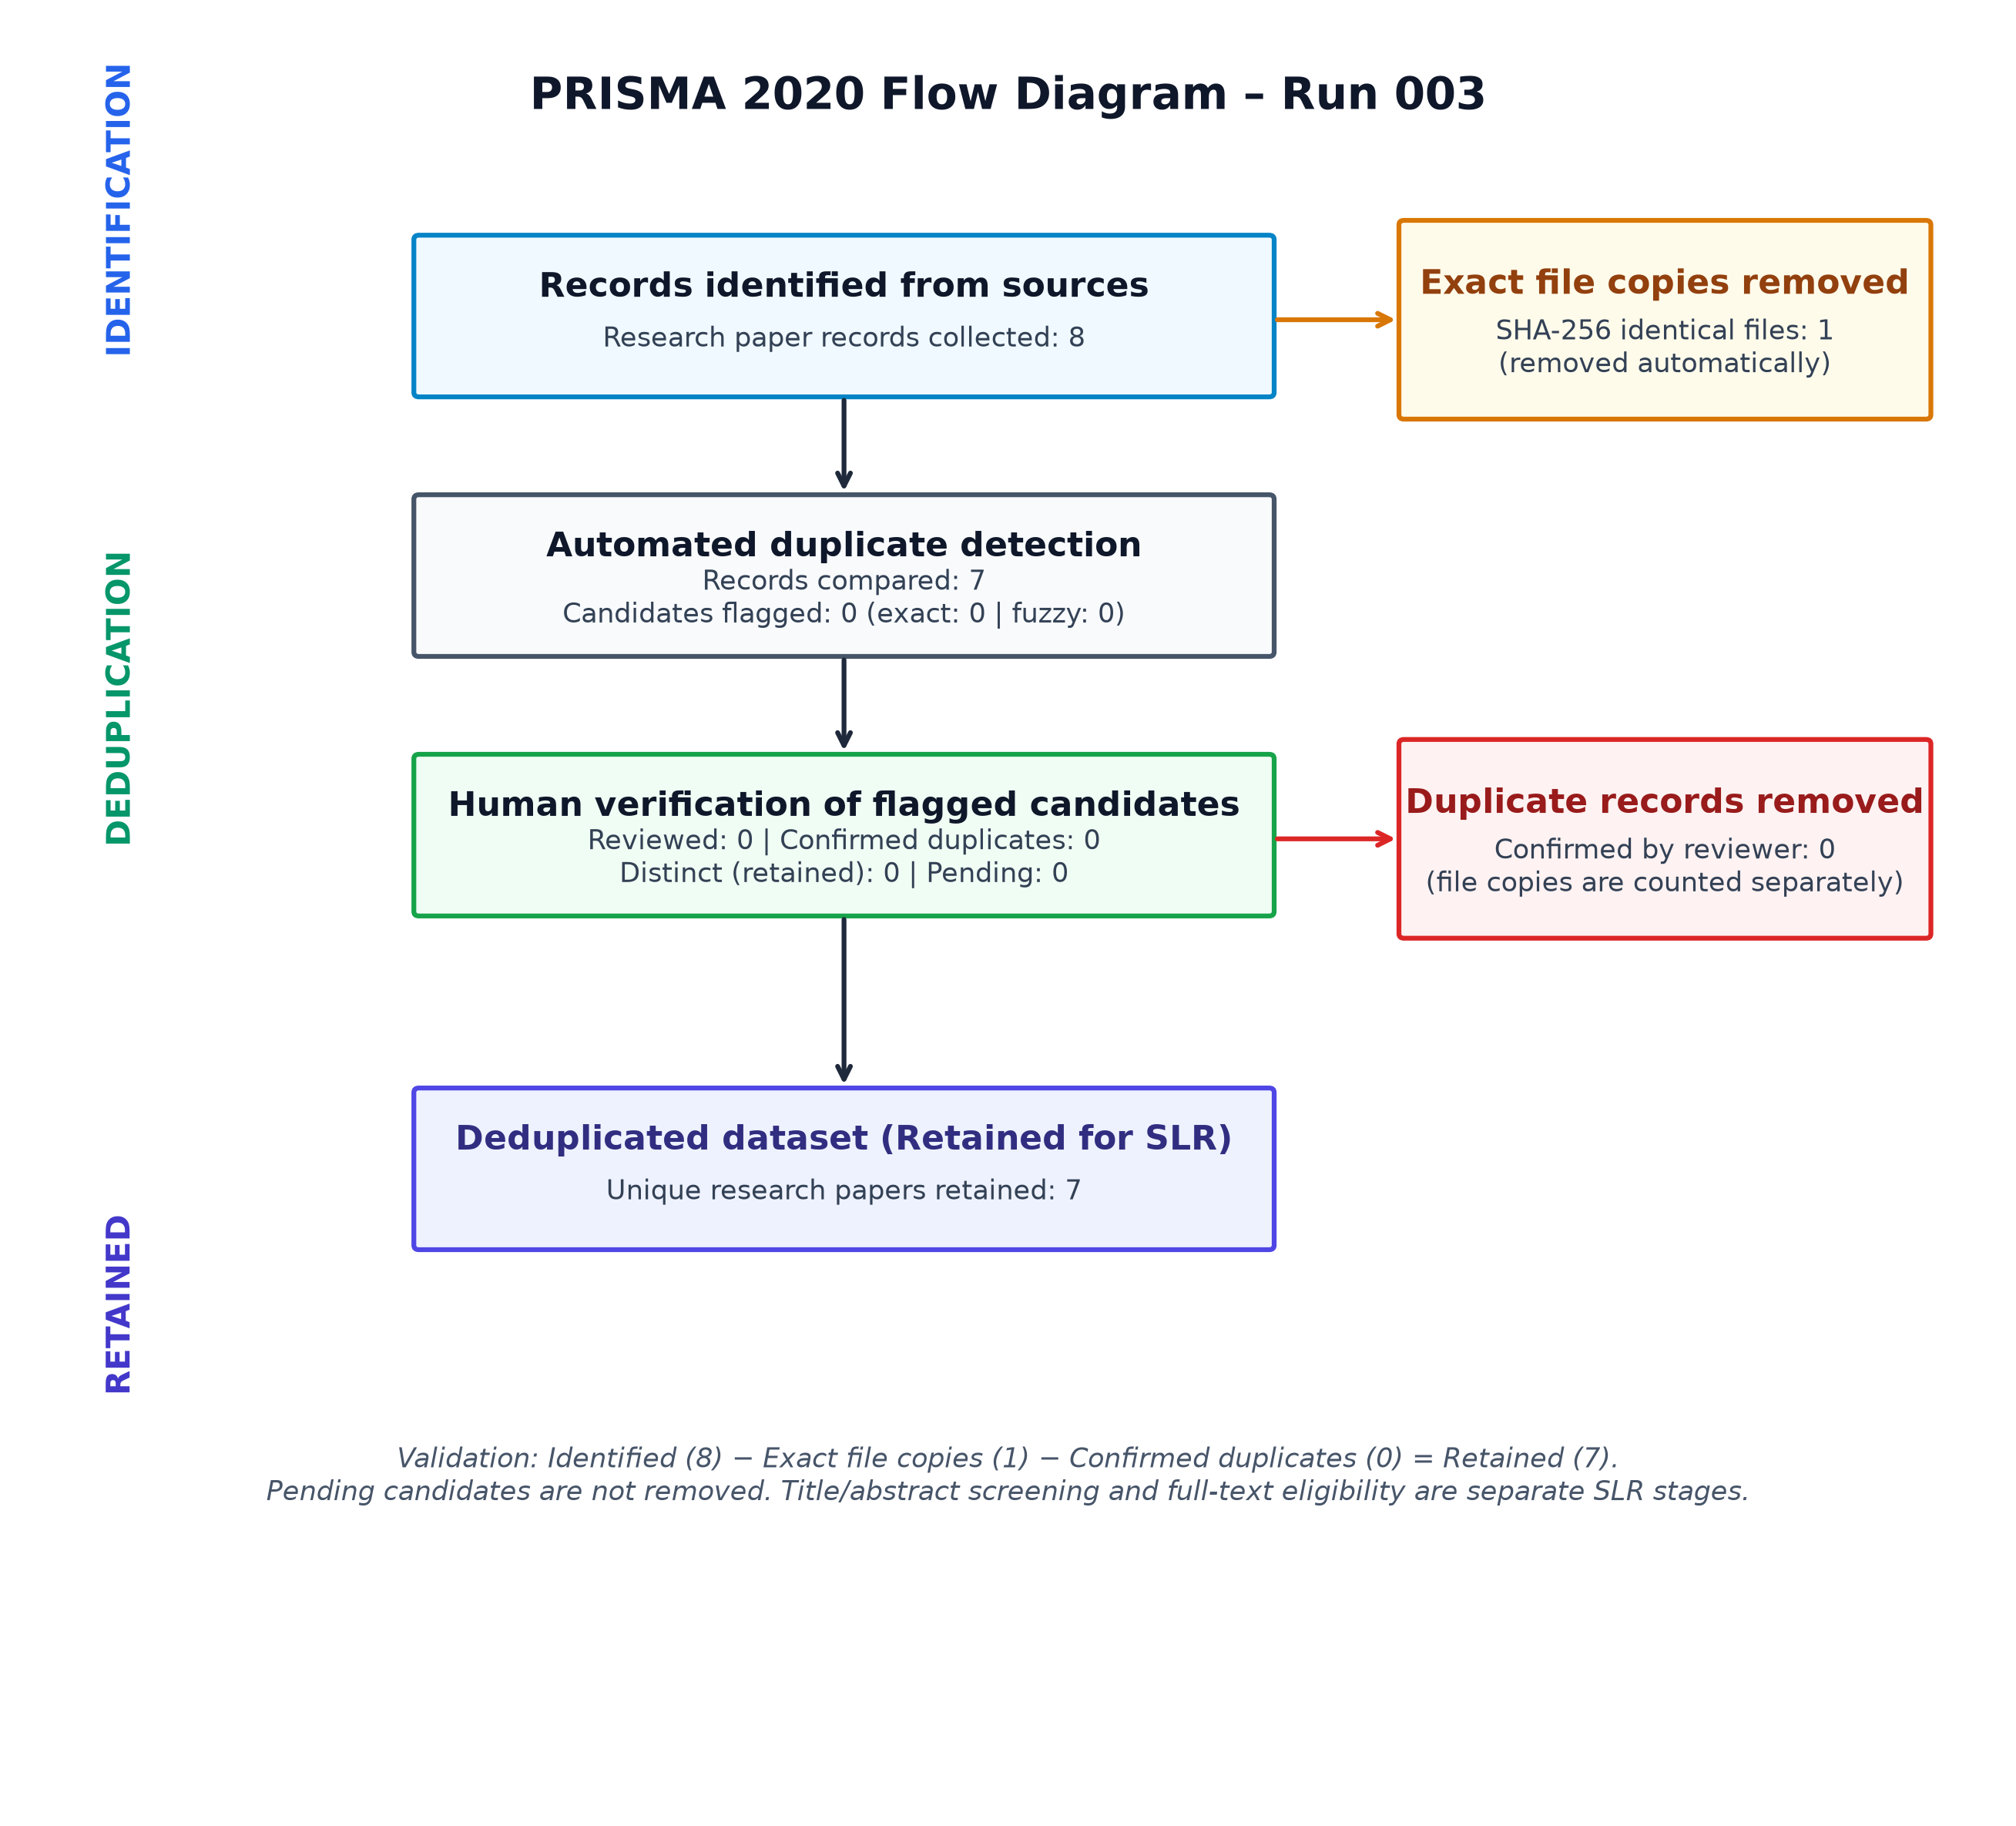 PRISMA 2020 Flow Diagram – Run 003
IDENTIFICATION
Records identified from sources
Research paper records collected: 8
Exact file copies removed
SHA-256 identical files: 1
(removed automatically)
DEDUPLICATION
Automated duplicate detection
Records compared: 7
Candidates flagged: 0 (exact: 0 | fuzzy: 0)
Human verification of flagged candidates
Reviewed: 0 | Confirmed duplicates: 0
Distinct (retained): 0 | Pending: 0
Duplicate records removed
Confirmed by reviewer: 0
(file copies are counted separately)
RETAINED
Deduplicated dataset (Retained for SLR)
Unique research papers retained: 7
Validation: Identified (8) − Exact file copies (1) − Confirmed duplicates (0) = Retained (7).
Pending candidates are not removed. Title/abstract screening and full-text eligibility are separate SLR stages.